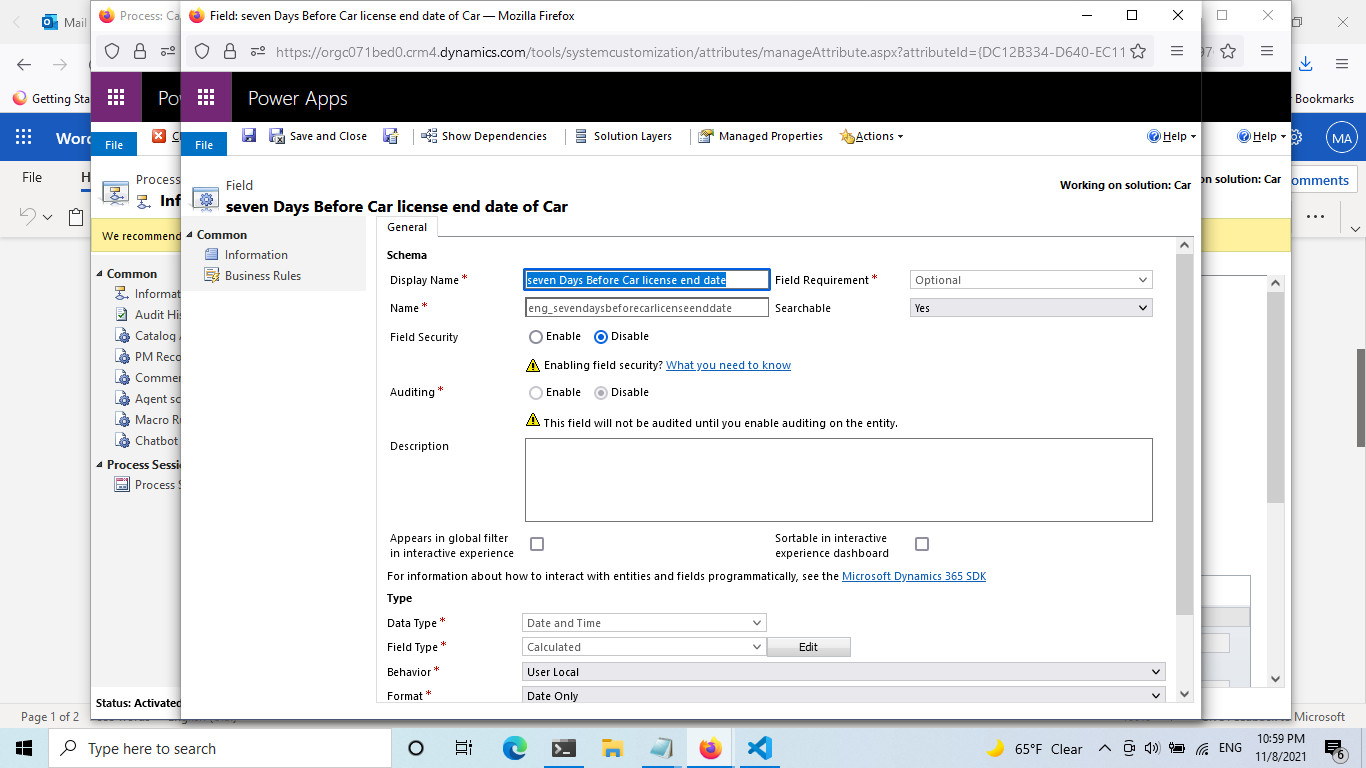 Mail
Process: Ca
Field: seven Days Before Car license end date of Car — Mozilla Firefox
https://orgc071bed0.crm4.dynamics.com/tools/systemcustomization/attributes/manageAttribute.aspx?attributeId={DC12B334-D640-EC11
Getting Sta
Bookmarks
Po
Power Apps
Word
MA
File
File
Save and Close
Show Dependencies
Solution Layers
Managed Properties
Actions
Help
Help
File
H
Comments
Process
Inf
Field
seven Days Before Car license end date of Car
Working on solution: Car
on solution: Car
We recommend
Common
Informat
Audit His
Catalog
PM Reco
Commer
Agent sc
Macro Ru
Chatbot
Process Sessi
Process S
Status: Activated
Common
Information
Business Rules
General
Schema
Display Name *
seven Days Before Car license end date
Field Requirement *
Optional
Name *
eng_sevendaysbeforecarlicenseenddate
Searchable
Yes
Field Security
Enable
Disable
Enabling field security? What you need to know
Auditing *
Enable
Disable
This field will not be audited until you enable auditing on the entity.
Description
Appears in global filter
in interactive experience
Sortable in interactive
experience dashboard
For information about how to interact with entities and fields programmatically, see the Microsoft Dynamics 365 SDK
Type
Data Type *
Date and Time
Field Type *
Calculated
Edit
Behavior *
User Local
Format *
Date Only
Page 1 of 2
Microsoft
Type here to search
65°F Clear
ENG
10:59 PM
11/8/2021
6